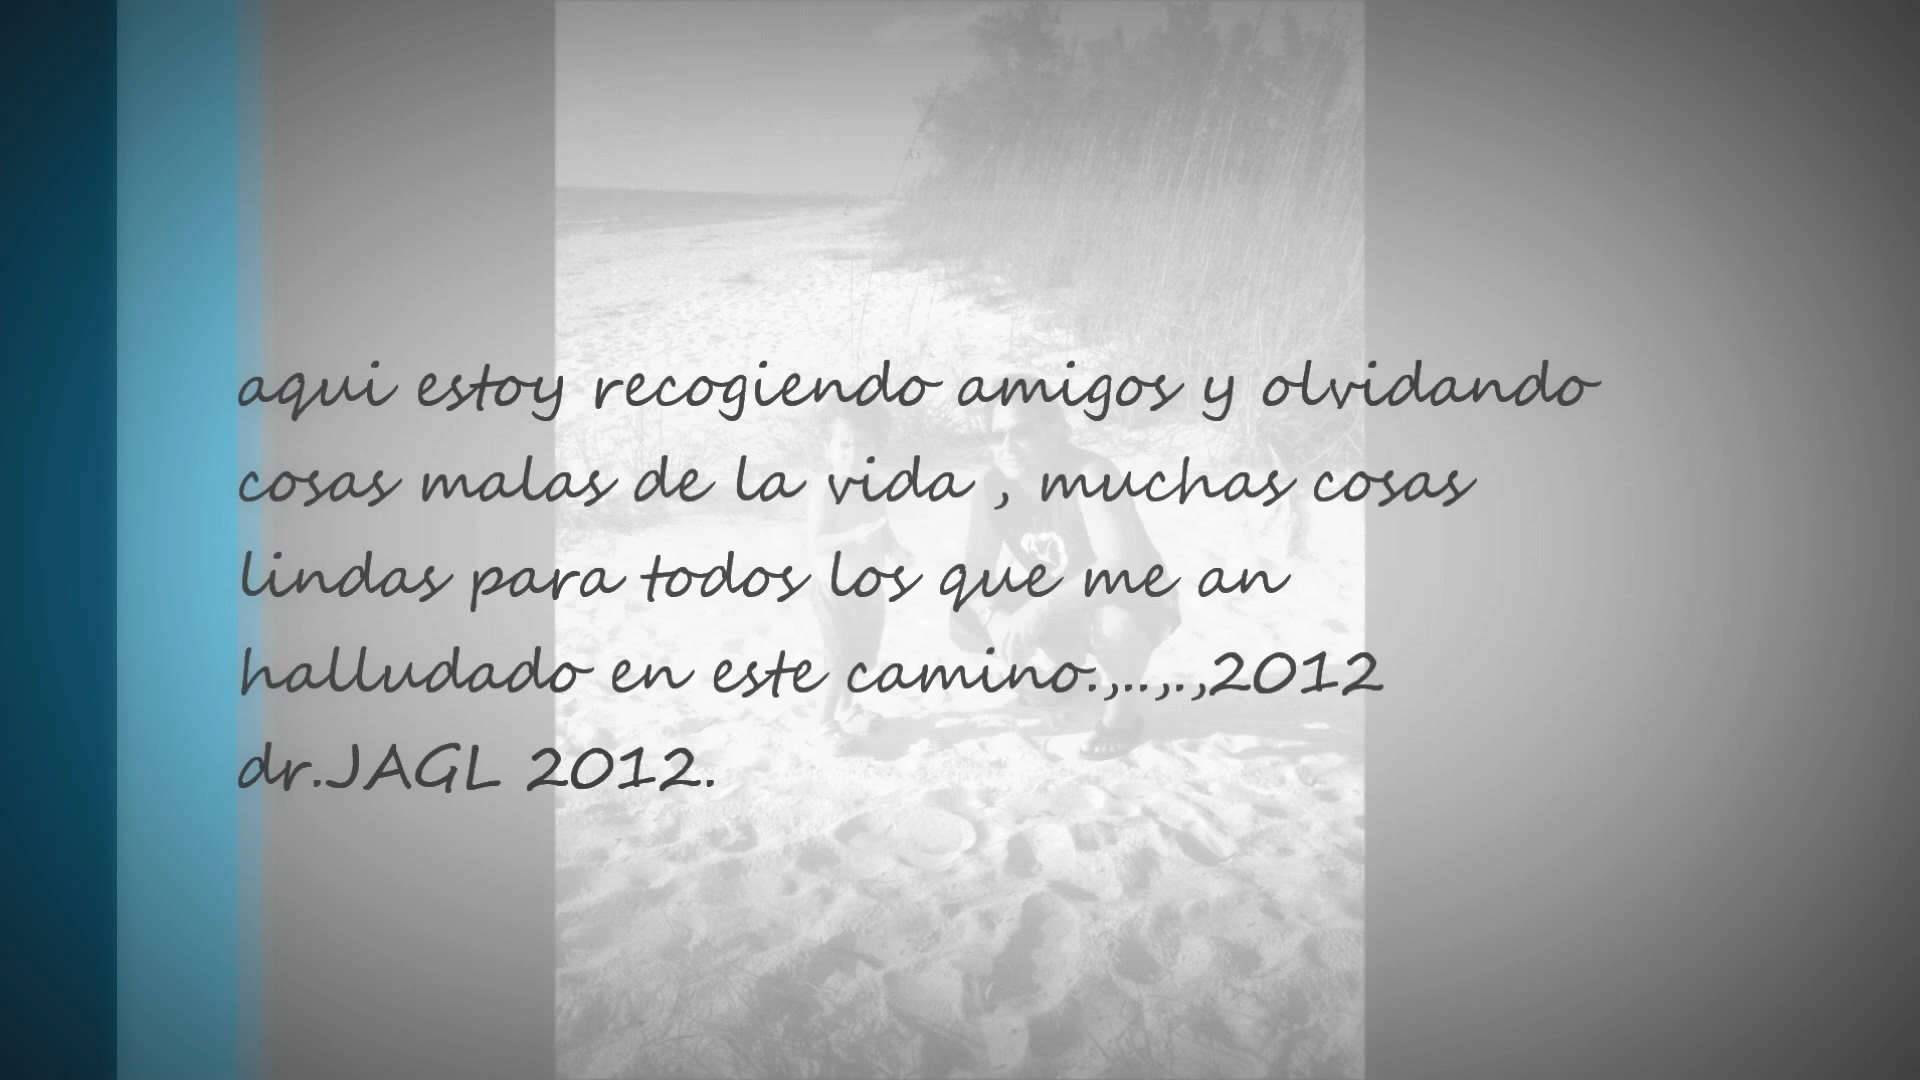 aqui estoy recogiendo amigos y olvidando
cosas malas de la vida , muchas cosas
lindas para todos los que me an
halludado en este camino.,..,.,2012
dr.JAGL 2012.